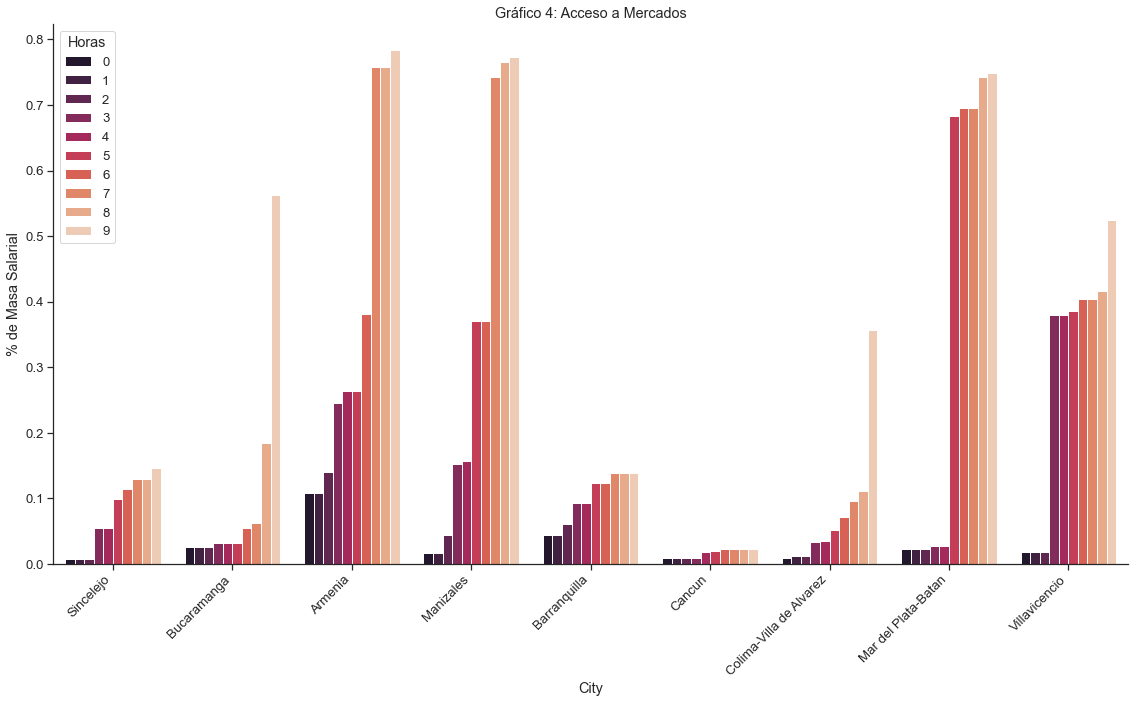 Gráfico 4: Acceso a Mercados
% de Masa Salarial
0.8
0.7
0.6
0.5
0.4
0.3
0.2
0.1
0.0
Horas
0
1
2
3
4
5
6
7
8
9
Sincelejo
Bucaramanga
Armenia
Manizales
Barranquilla
Cancun
Colima-Villa de Alvarez
Mar del Plata-Batan
Villavicencio
City